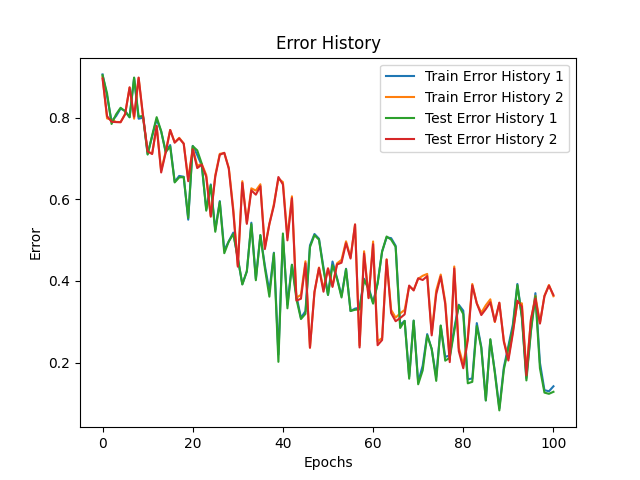 Error History
Train Error History 1
Train Error History 2
Test Error History 1
Test Error History 2
0.8
0.6
0.4
0.2
Error
0 20 40 60 80 100
Epochs